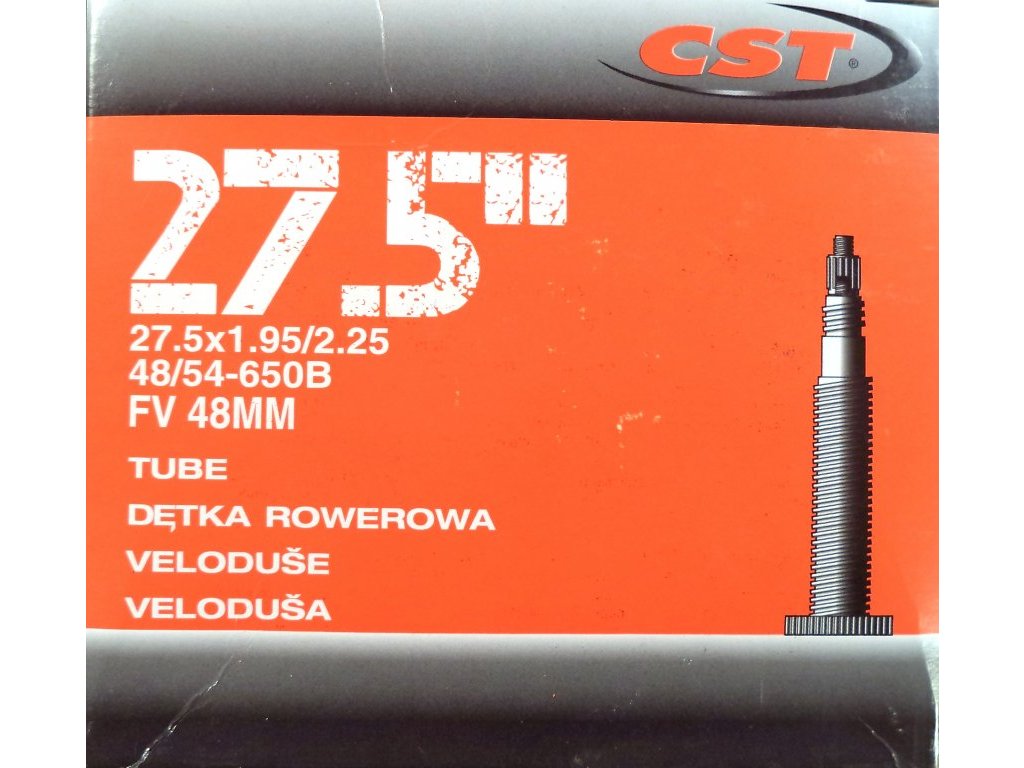 CST®
27.5"
27.5x1.95/2.25
48/54-650B
FV 48MM
TUBE
DĘTKA ROWEROWA
VELODUŠE
VELODUŠA